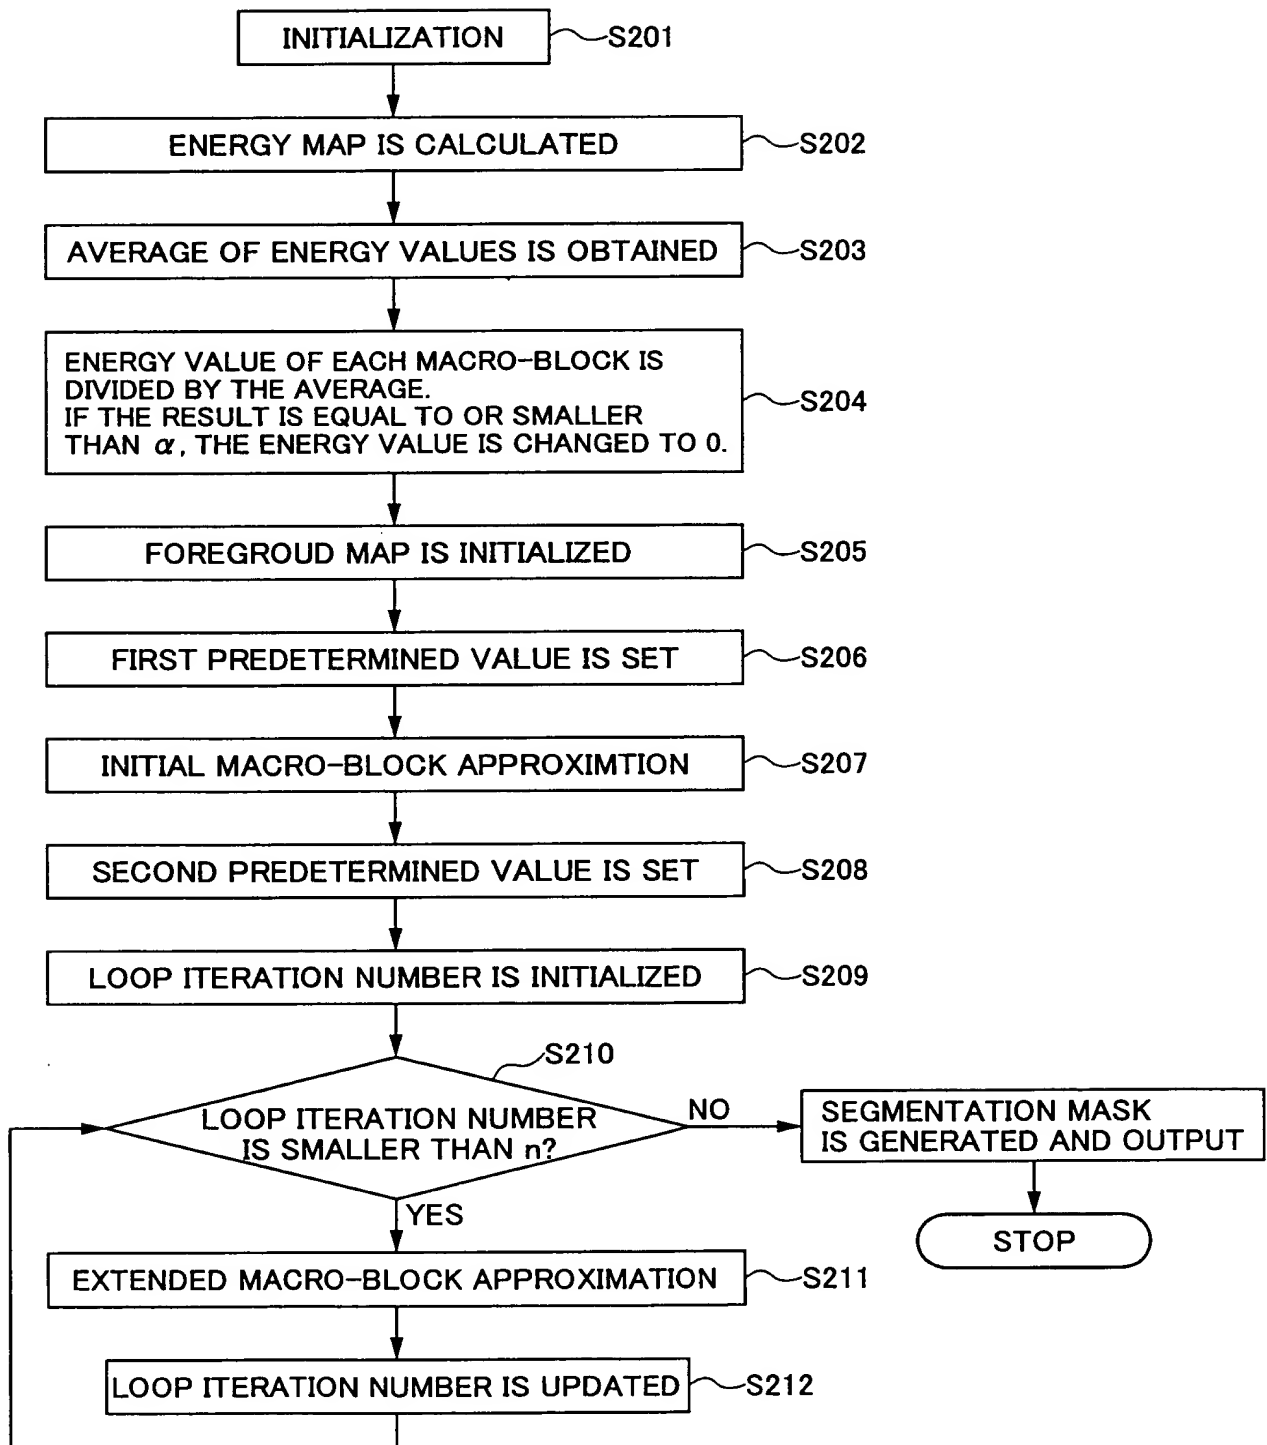 INITIALIZATION
S201
ENERGY MAP IS CALCULATED
S202
AVERAGE OF ENERGY VALUES IS OBTAINED
S203
ENERGY VALUE OF EACH MACRO-BLOCK IS
DIVIDED BY THE AVERAGE.
IF THE RESULT IS EQUAL TO OR SMALLER
THAN α, THE ENERGY VALUE IS CHANGED TO 0.
S204
FOREGROUD MAP IS INITIALIZED
S205
FIRST PREDETERMINED VALUE IS SET
S206
INITIAL MACRO-BLOCK APPROXIMTION
S207
SECOND PREDETERMINED VALUE IS SET
S208
LOOP ITERATION NUMBER IS INITIALIZED
S209
S210
LOOP ITERATION NUMBER
IS SMALLER THAN n?
NO
SEGMENTATION MASK
IS GENERATED AND OUTPUT
YES
STOP
EXTENDED MACRO-BLOCK APPROXIMATION
S211
LOOP ITERATION NUMBER IS UPDATED
S212